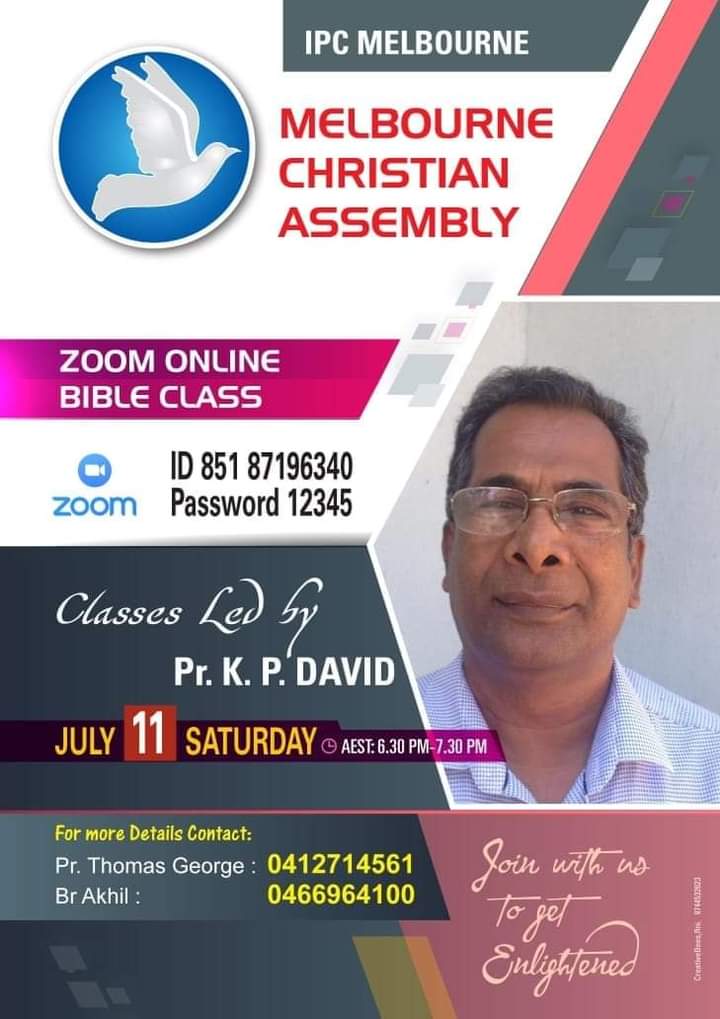 IPC MELBOURNE
MELBOURNE
CHRISTIAN
ASSEMBLY
ZOOM ONLINE
BIBLE CLASS
zoom
ID 851 87196340
Password 12345
Classes Led by
Pr. K. P. DAVID
JULY 11 SATURDAY AEST: 6.30 PM-7.30 PM
For more Details Contact:
Pr. Thomas George : 0412714561
Br Akhil : 0466964100
Join with us
To get
Enlightened
9744532623